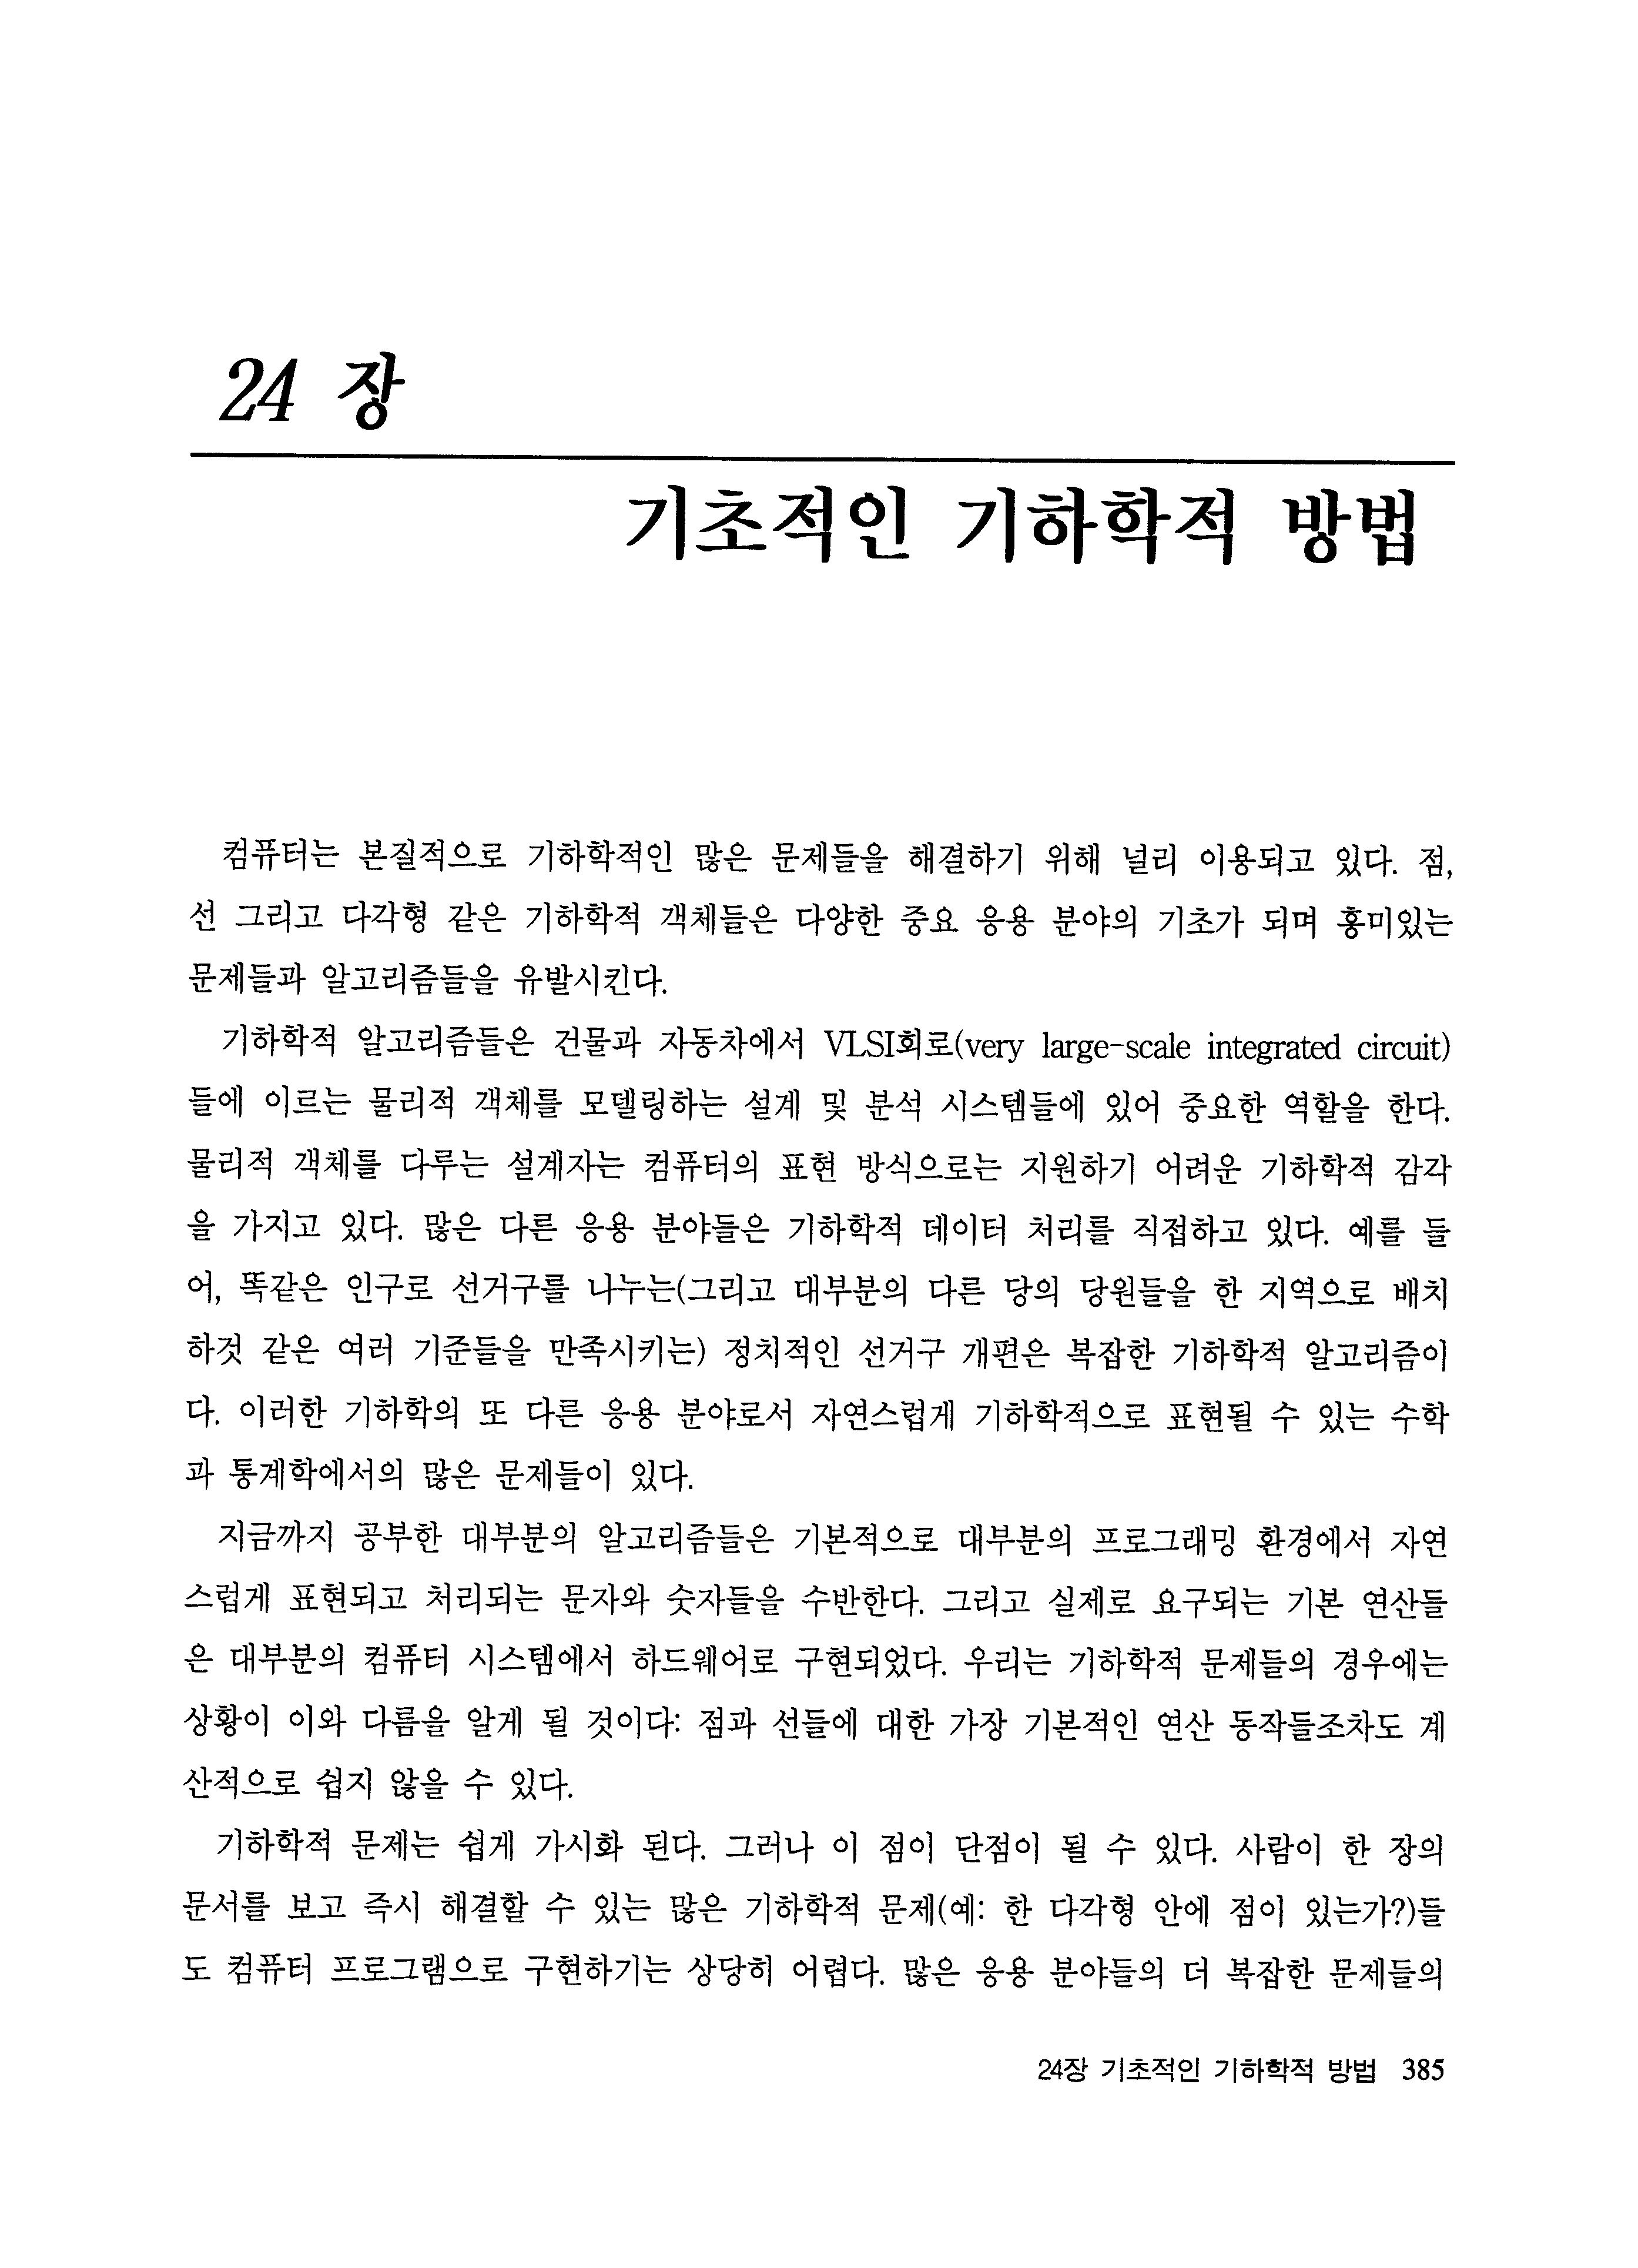 24 장
기초적인 기하학적 방법
컴퓨터는 본질적으로 기하학적인 많은 문제들을 해결하기 위해 널리 이용되고 있다. 점,
선 그리고 다각형 같은 기하학적 객체들은 다양한 중요 응용 분야의 기초가 되며 흥미있는
문제들과 알고리즘들을 유발시킨다.
기하학적 알고리즘들은 건물과 자동차에서 VLSI회로(very large-scale integrated circuit)
들에 이르는 물리적 객체를 모델링하는 설계 및 분석 시스템들에 있어 중요한 역할을 한다.
물리적 객체를 다루는 설계자는 컴퓨터의 표현 방식으로는 지원하기 어려운 기하학적 감각
을 가지고 있다. 많은 다른 응용 분야들은 기하학적 데이터 처리를 직접하고 있다. 예를 들
어, 똑같은 인구로 선거구를 나누는(그리고 대부분의 다른 당의 당원들을 한 지역으로 배치
하것 같은 여러 기준들을 만족시키는) 정치적인 선거구 개편은 복잡한 기하학적 알고리즘이
다. 이러한 기하학의 또 다른 응용 분야로서 자연스럽게 기하학적으로 표현될 수 있는 수학
과 통계학에서의 많은 문제들이 있다.
지금까지 공부한 대부분의 알고리즘들은 기본적으로 대부분의 프로그래밍 환경에서 자연
스럽게 표현되고 처리되는 문자와 숫자들을 수반한다. 그리고 실제로 요구되는 기본 연산들
은 대부분의 컴퓨터 시스템에서 하드웨어로 구현되었다. 우리는 기하학적 문제들의 경우에는
상황이 이와 다름을 알게 될 것이다: 점과 선들에 대한 가장 기본적인 연산 동작들조차도 계
산적으로 쉽지 않을 수 있다.
기하학적 문제는 쉽게 가시화 된다. 그러나 이 점이 단점이 될 수 있다. 사람이 한 장의
문서를 보고 즉시 해결할 수 있는 많은 기하학적 문제(예: 한 다각형 안에 점이 있는가?)들
도 컴퓨터 프로그램으로 구현하기는 상당히 어렵다. 많은 응용 분야들의 더 복잡한 문제들의
24장 기초적인 기하학적 방법 385